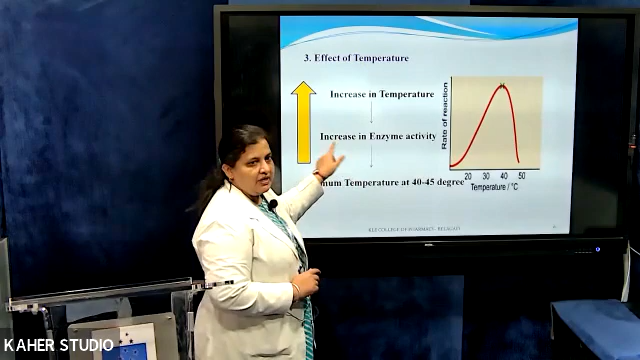 3. Effect of Temperature
Increase in Temperature
Increase in Enzyme activity
Temperature at 40-45 degree
Rate of reaction
20 30 40 50
Temperature / °C
KLE COLLEGE OF PHARMACY, BELAGAVI
KAHER STUDIO